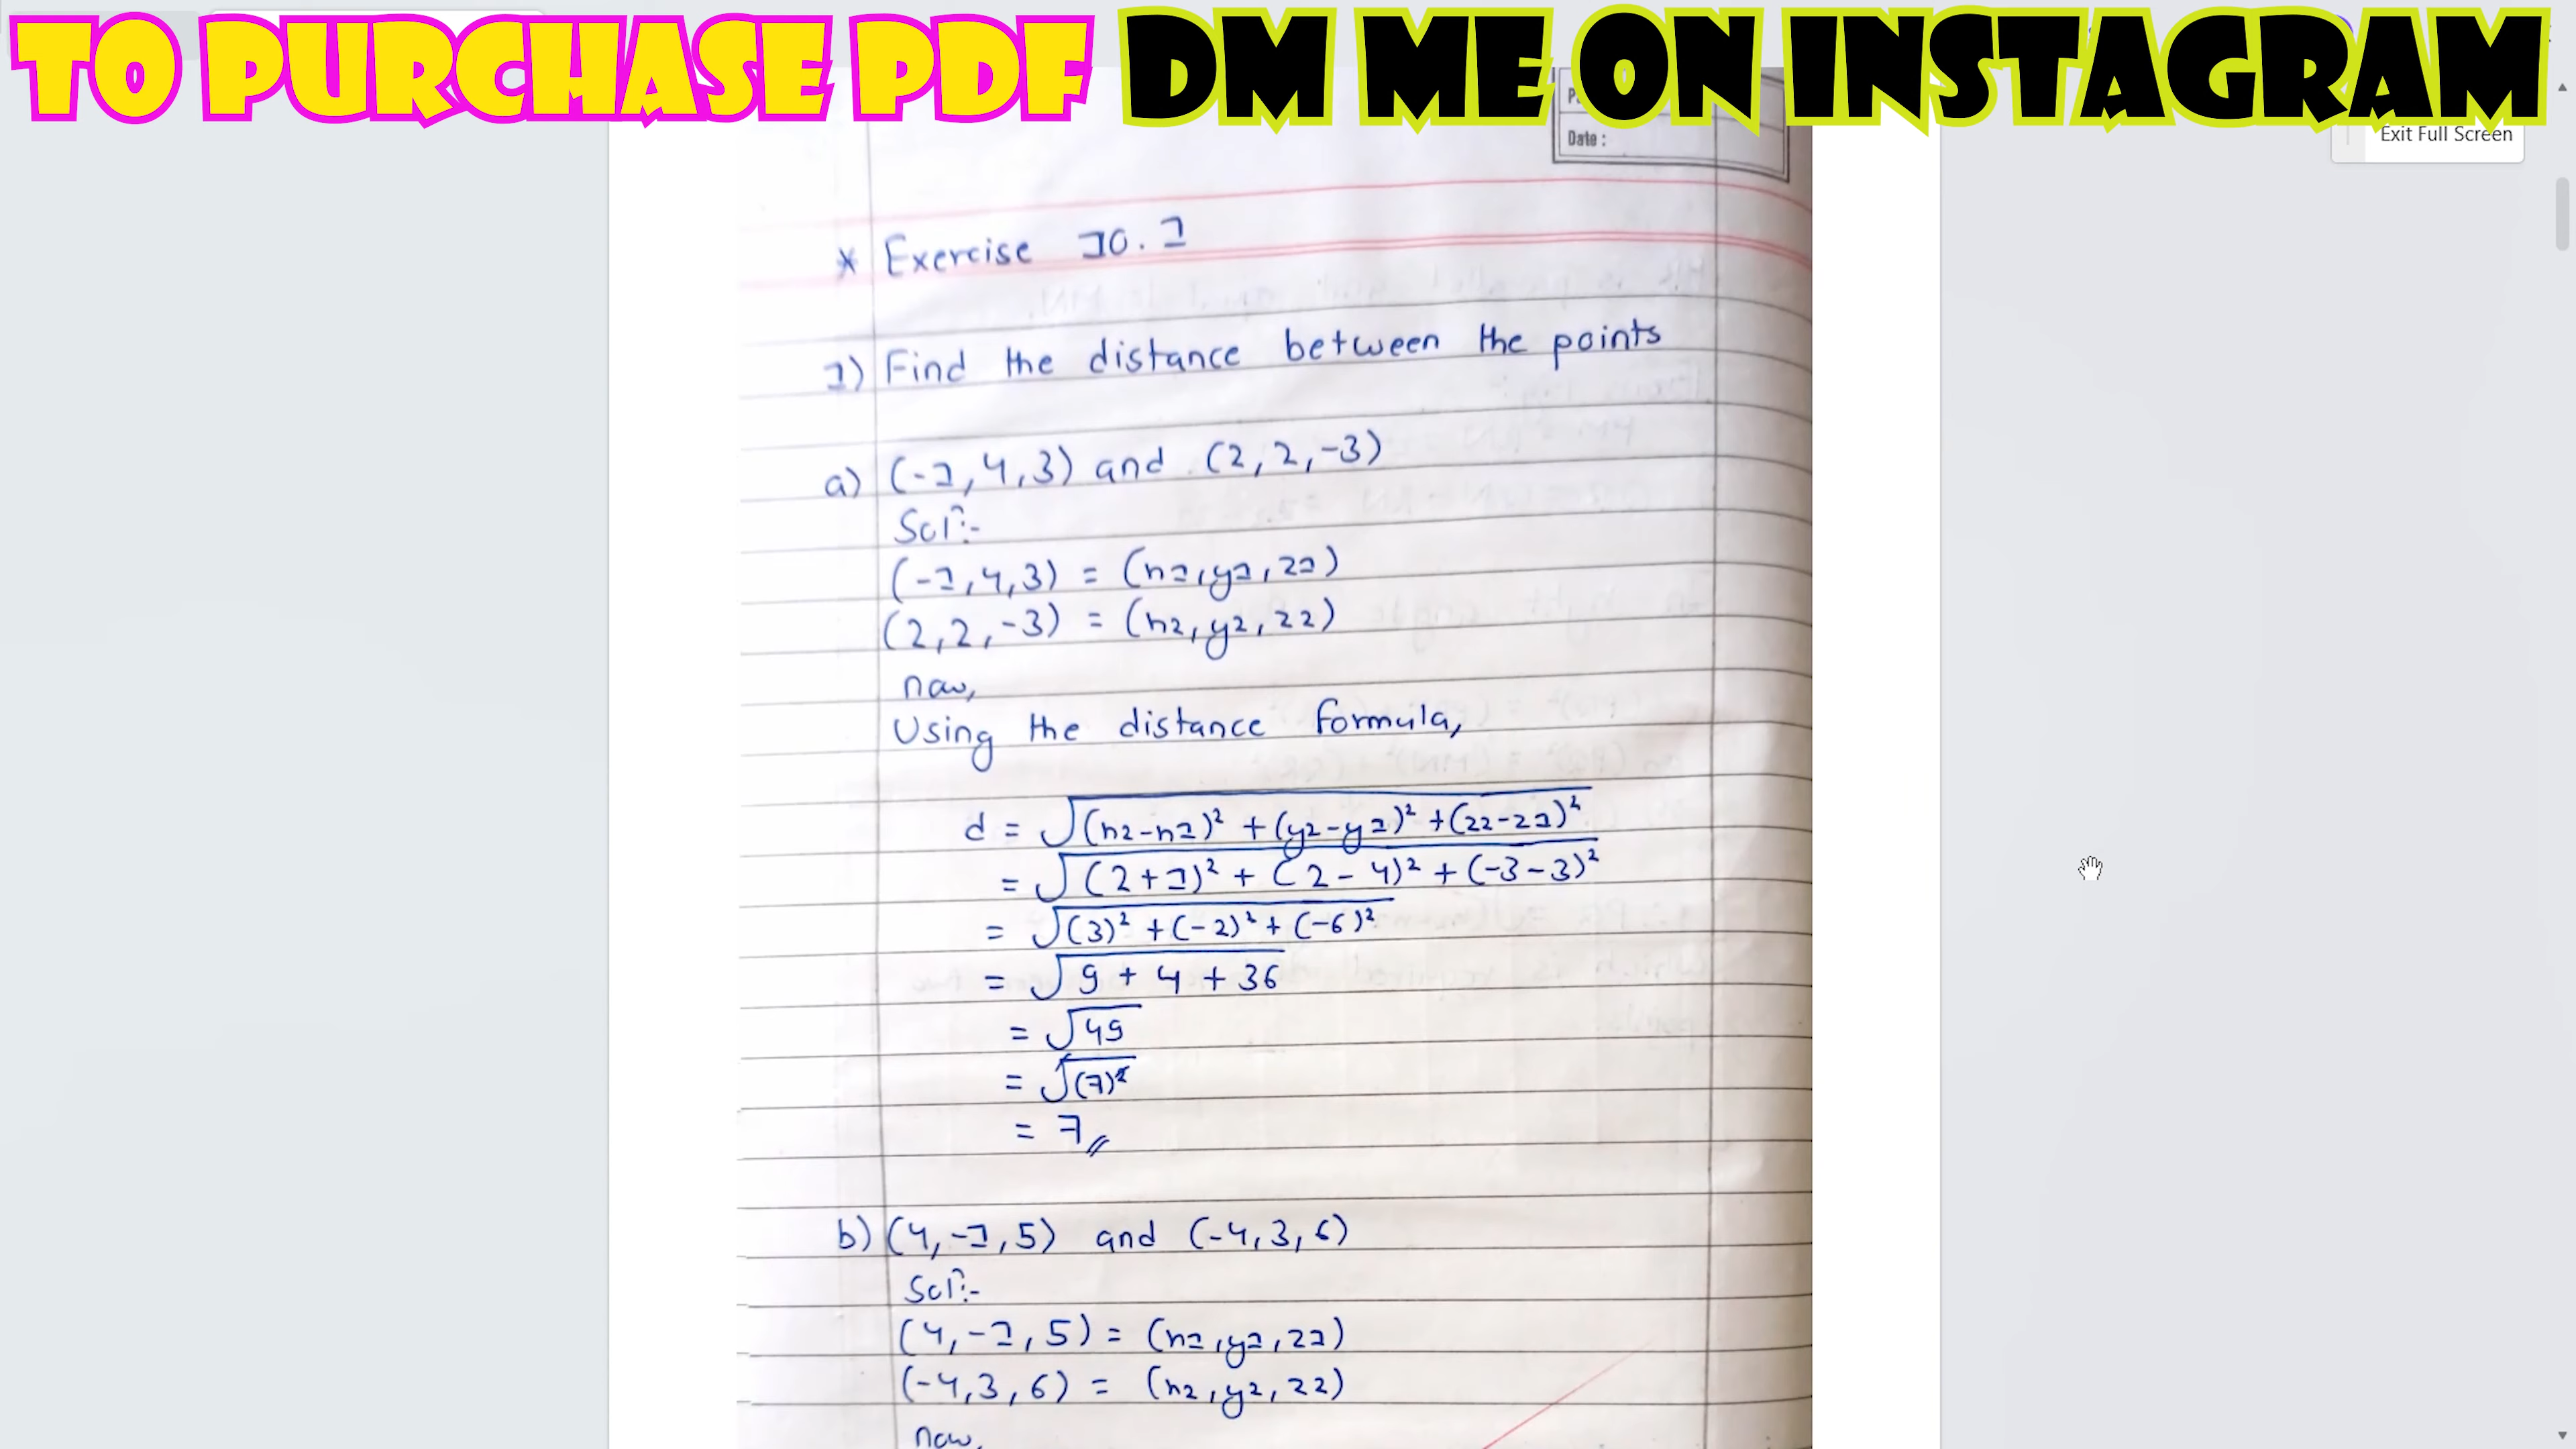 TO PURCHASE PDF DM ME ON INSTAGRAM
Exit Full Screen
Date :
* Exercise 10.1
1) Find the distance between the points
a) (-1,4,3) and (2,2,-3)
Solⁿ:-
(-1,4,3) = (x1,y1,z1)
(2,2,-3) = (x2,y2,z2)
now,
Using the distance formula,
d = √(x2-x1)² + (y2-y1)² + (z2-z1)²
= √(2+1)² + (2-4)² + (-3-3)²
= √(3)² + (-2)² + (-6)²
= √9 + 4 + 36
= √49
= √(7)²
= 7//
b) (4,-1,5) and (-4,3,6)
Solⁿ:-
(4,-1,5) = (x1,y1,z1)
(-4,3,6) = (x2,y2,z2)
now,